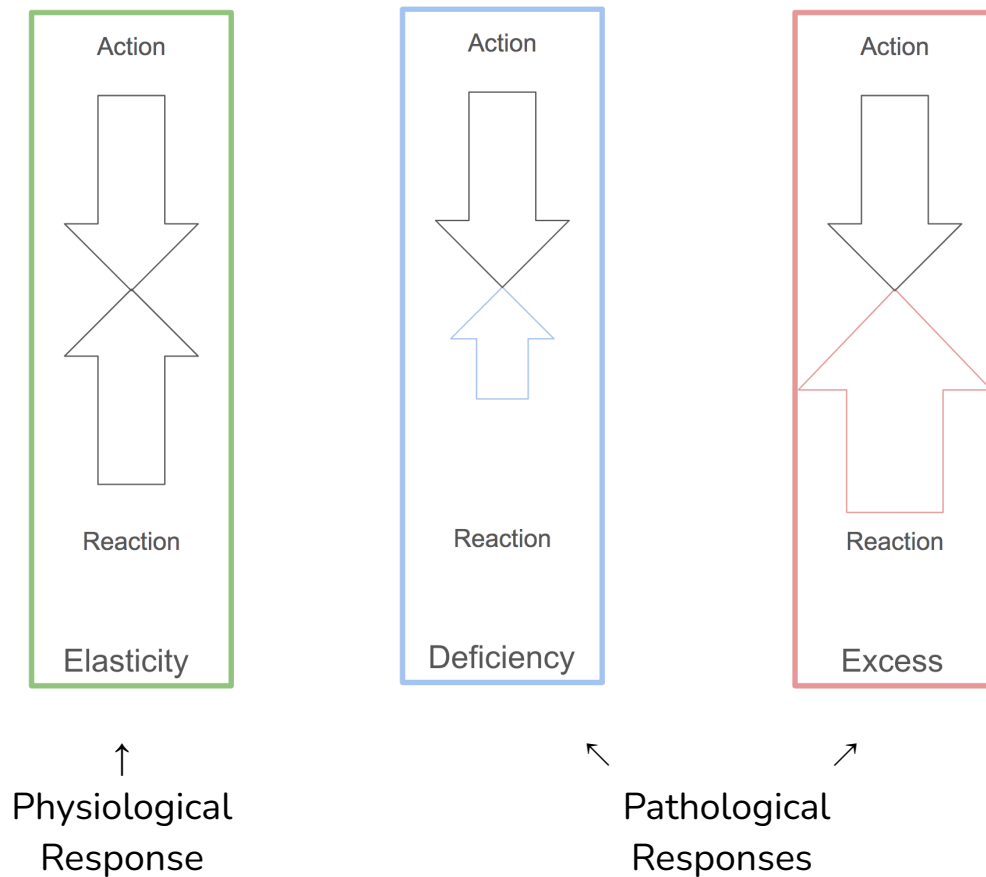 Action
Reaction
Elasticity
Action
Reaction
Deficiency
Action
Reaction
Excess
↑
Physiological
Response
↖ ↗
Pathological
Responses